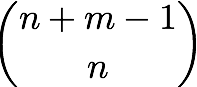 (n + m − 1
n)